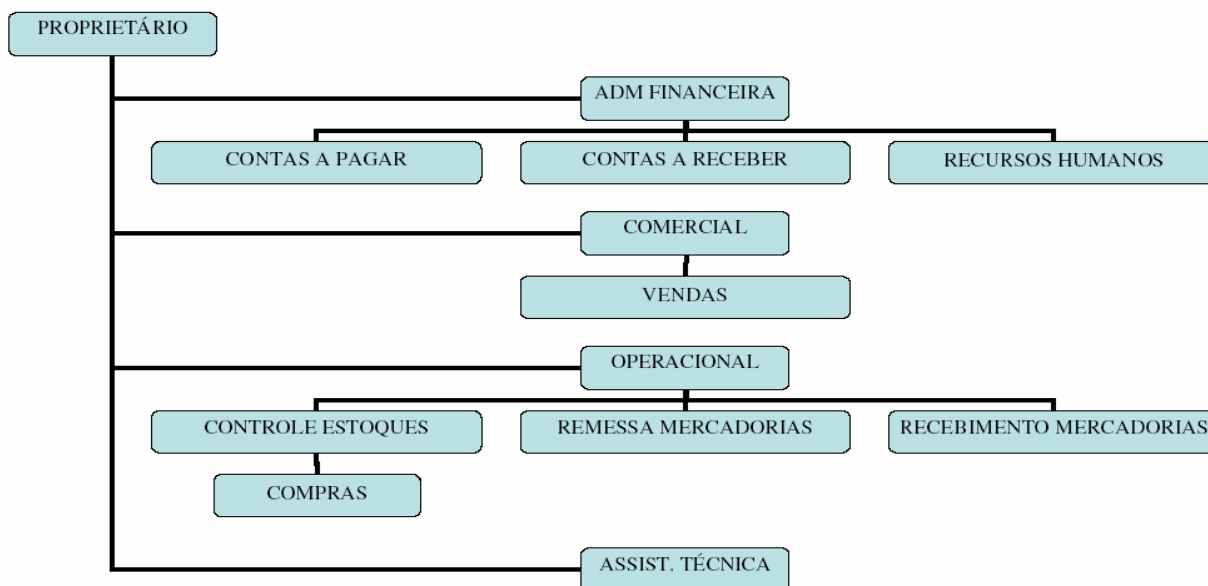 PROPRIETÁRIO
ADM FINANCEIRA
CONTAS A PAGAR
CONTAS A RECEBER
RECURSOS HUMANOS
COMERCIAL
VENDAS
OPERACIONAL
CONTROLE ESTOQUES
REMESSA MERCADORIAS
RECEBIMENTO MERCADORIAS
COMPRAS
ASSIST. TÉCNICA